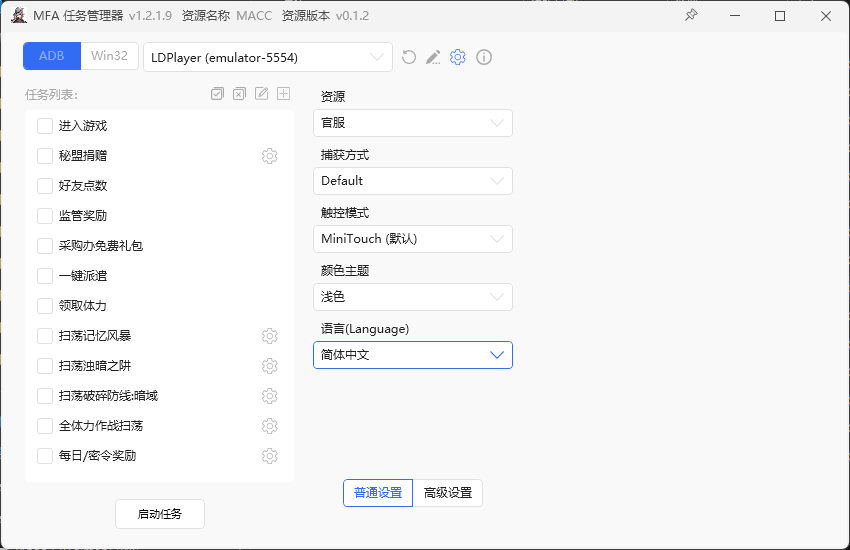 MFA 任务管理器 v1.2.1.9 资源名称 MACC 资源版本 v0.1.2
ADB Win32 LDPlayer (emulator-5554)
任务列表:
进入游戏
秘盟捐赠
好友点数
监管奖励
采购办免费礼包
一键派遣
领取体力
扫荡记忆风暴
扫荡浊暗之阱
扫荡破碎防线:暗域
全体力作战扫荡
每日/密令奖励
启动任务
资源
官服
捕获方式
Default
触控模式
MiniTouch (默认)
颜色主题
浅色
语言(Language)
简体中文
普通设置 高级设置